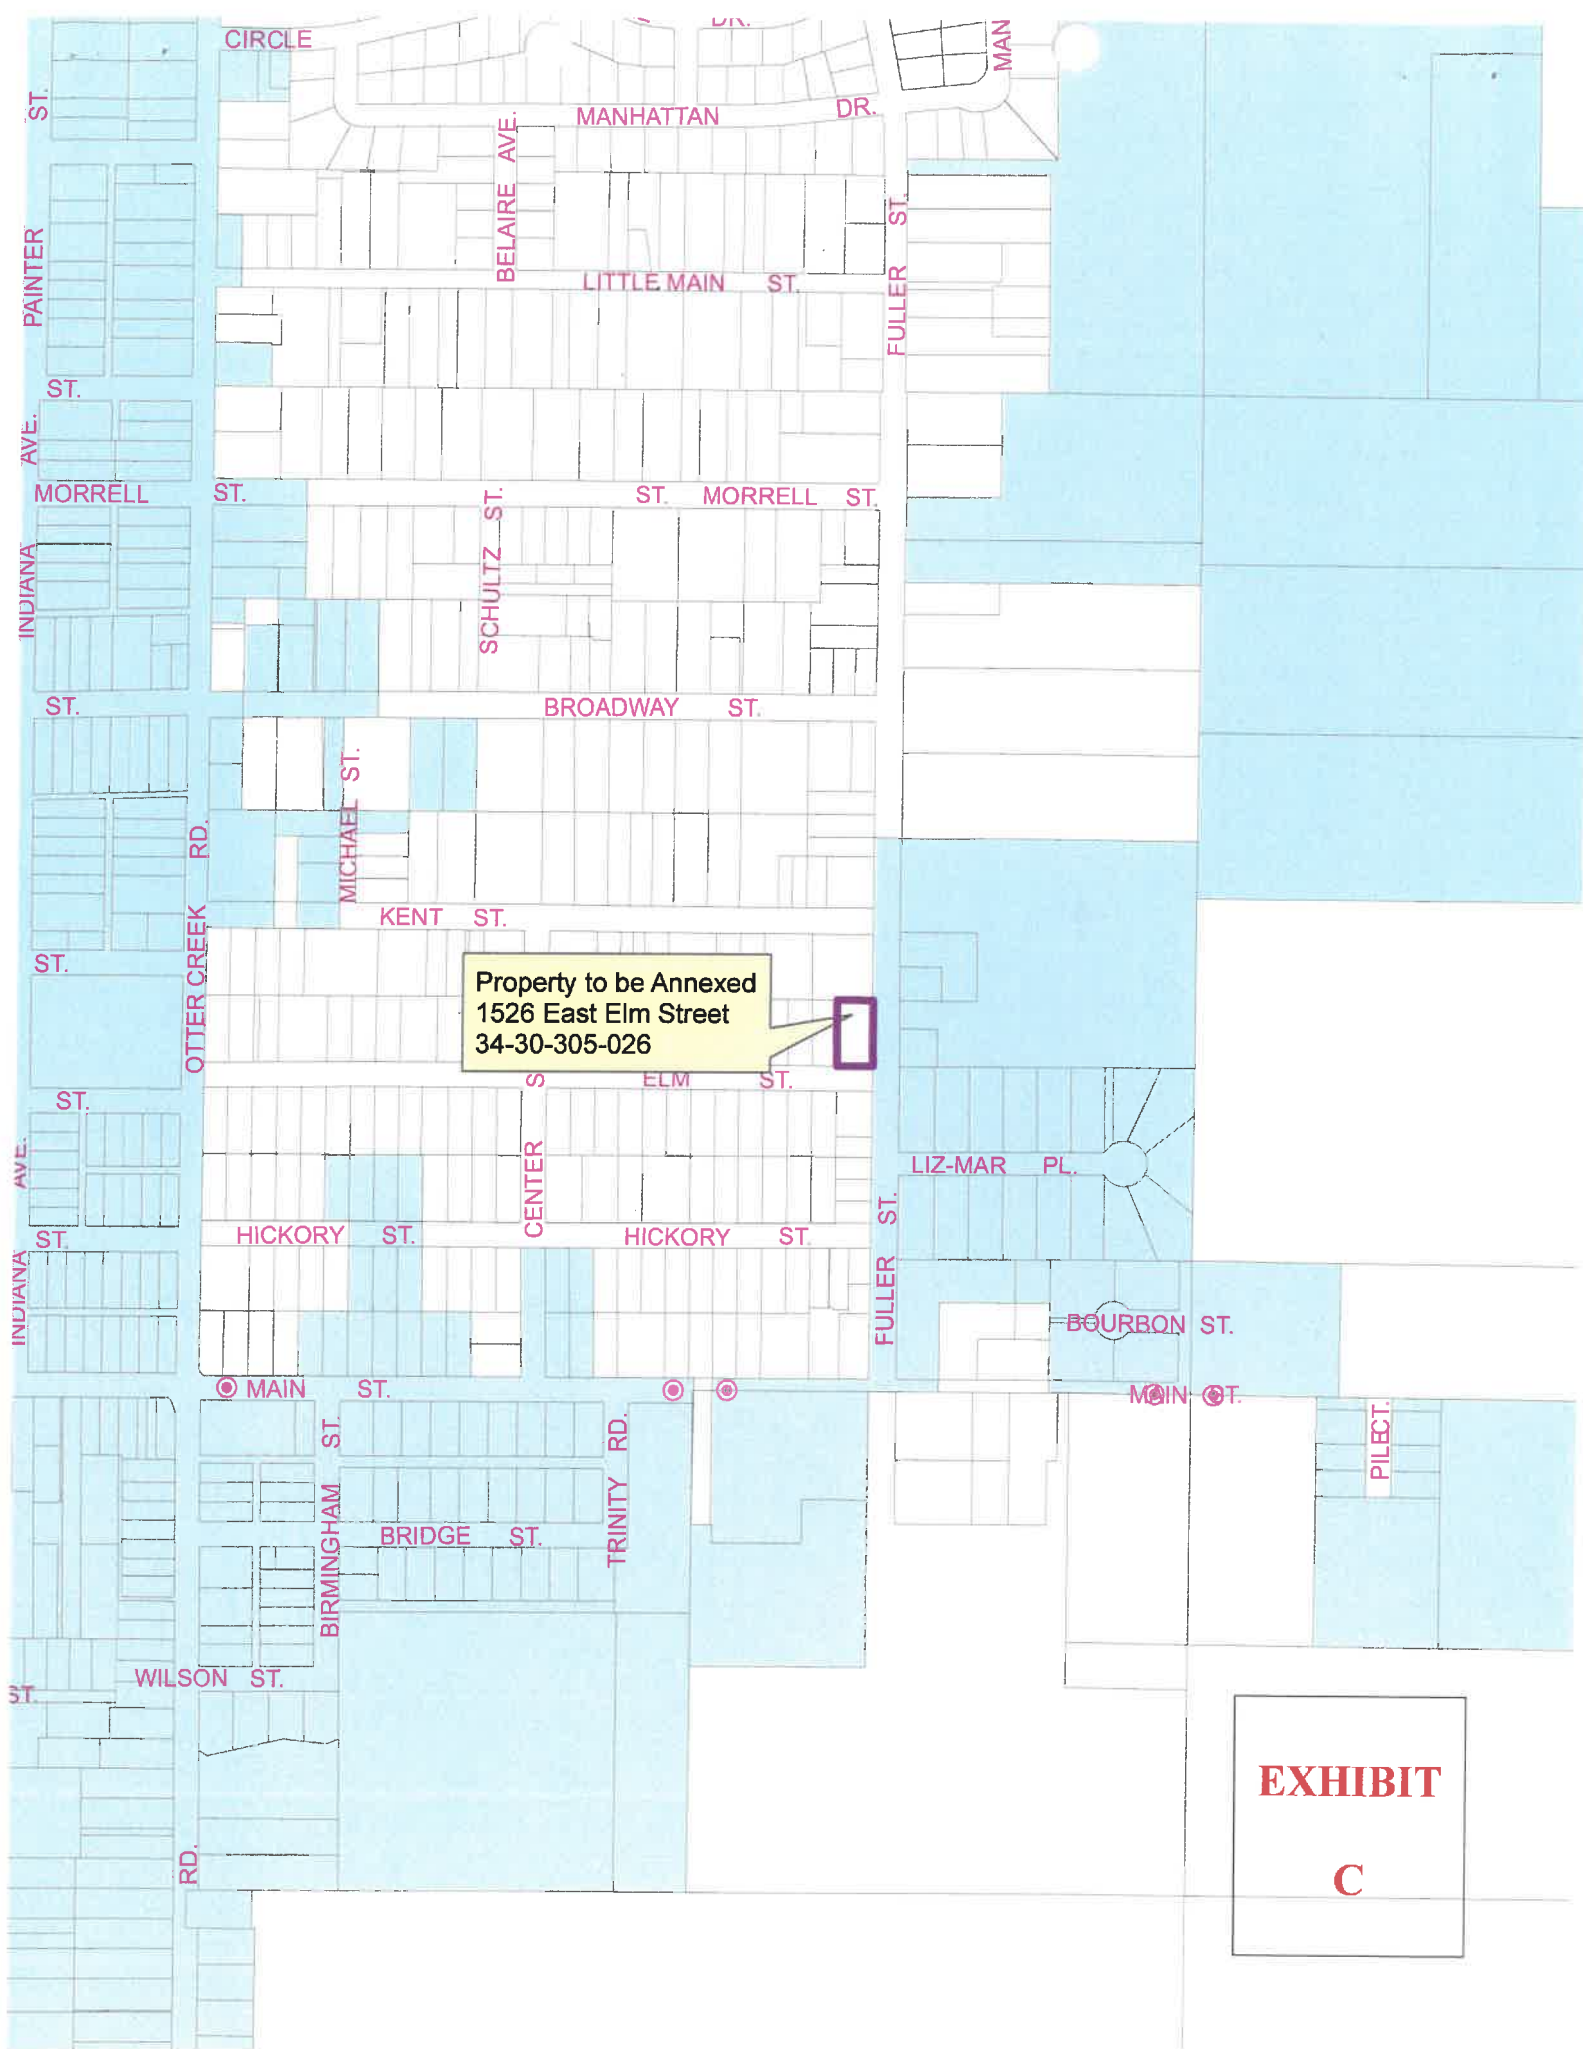 DR.
CIRCLE
MAN
ST.
MANHATTAN DR.
BELAIRE AVE.
PAINTER
FULLER ST.
LITTLE MAIN ST.
ST.
AVE.
MORRELL ST. ST. MORRELL ST.
INDIANA
SCHULTZ ST.
ST. BROADWAY ST.
MICHAEL ST.
OTTER CREEK RD.
KENT ST.
ST.
Property to be Annexed
1526 East Elm Street
34-30-305-026
S
ELM ST.
ST.
AVE.
CENTER
LIZ-MAR PL.
FULLER ST.
HICKORY ST. HICKORY ST.
ST.
INDIANA
BOURBON ST.
MAIN ST. MAIN ST.
BIRMINGHAM ST.
TRINITY RD.
PILE CT.
BRIDGE ST.
WILSON ST.
ST.
RD.
EXHIBIT
C